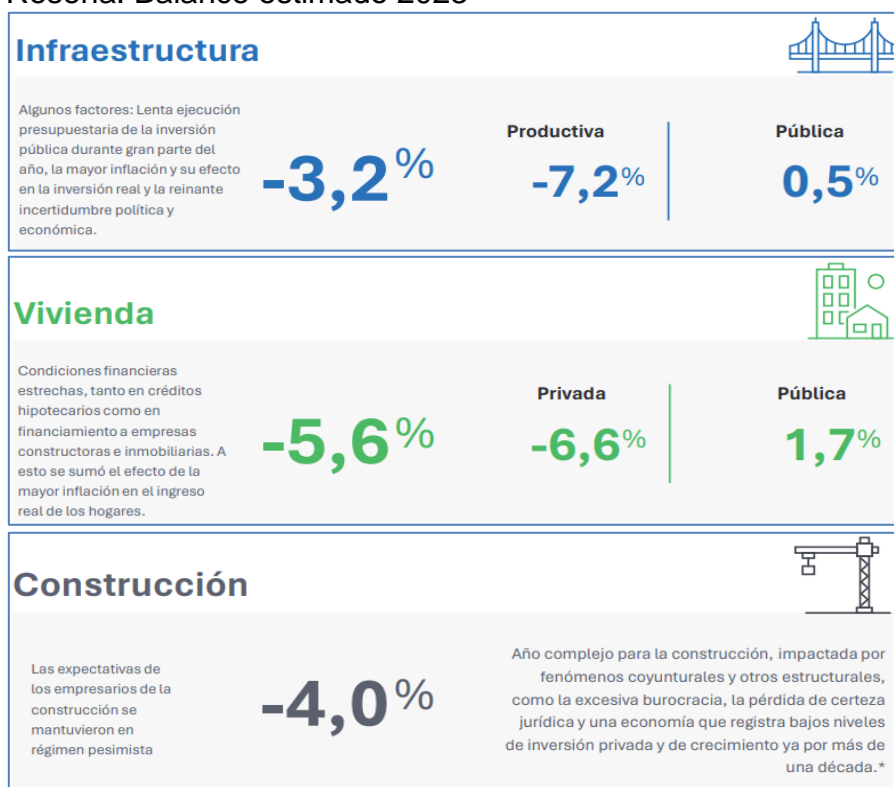 Reseña: Balance estimado 2023
Infraestructura
Algunos factores: Lenta ejecución
presupuestaria de la inversión
pública durante gran parte del
año, la mayor inflación y su efecto
en la inversión real y la reinante
incertidumbre política y
económica.
-3,2%
Productiva
-7,2%
Pública
0,5%
Vivienda
Condiciones financieras
estrechas, tanto en créditos
hipotecarios como en
financiamiento a empresas
constructoras e inmobiliarias. A
esto se sumó el efecto de la
mayor inflación en el ingreso
real de los hogares.
-5,6%
Privada
-6,6%
Pública
1,7%
Construcción
Las expectativas de
los empresarios de la
construcción se
mantuvieron en
régimen pesimista
-4,0%
Año complejo para la construcción, impactada por
fenómenos coyunturales y otros estructurales,
como la excesiva burocracia, la pérdida de certeza
jurídica y una economía que registra bajos niveles
de inversión privada y de crecimiento ya por más de
una década.*